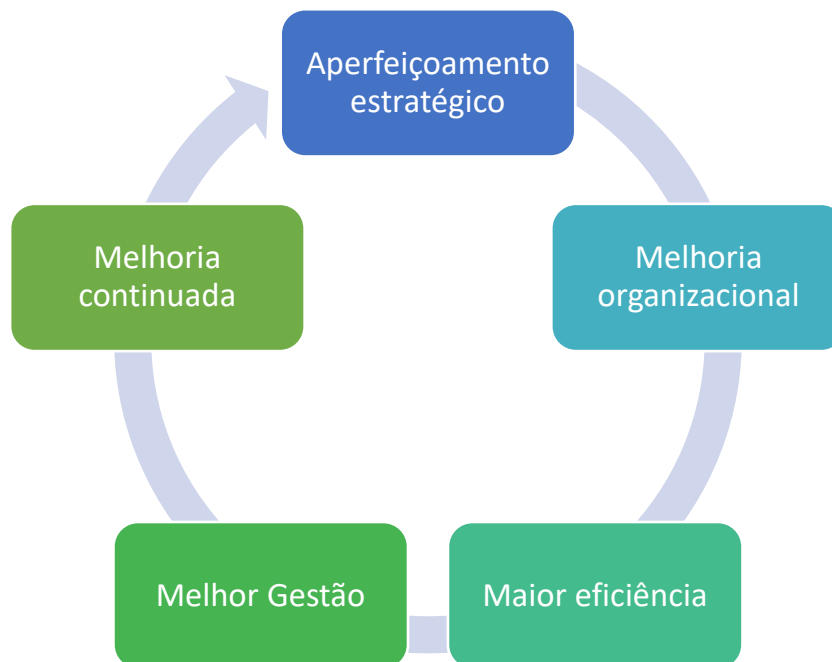 Aperfeiçoamento
estratégico
Melhoria
organizacional
Maior eficiência
Melhor Gestão
Melhoria
continuada